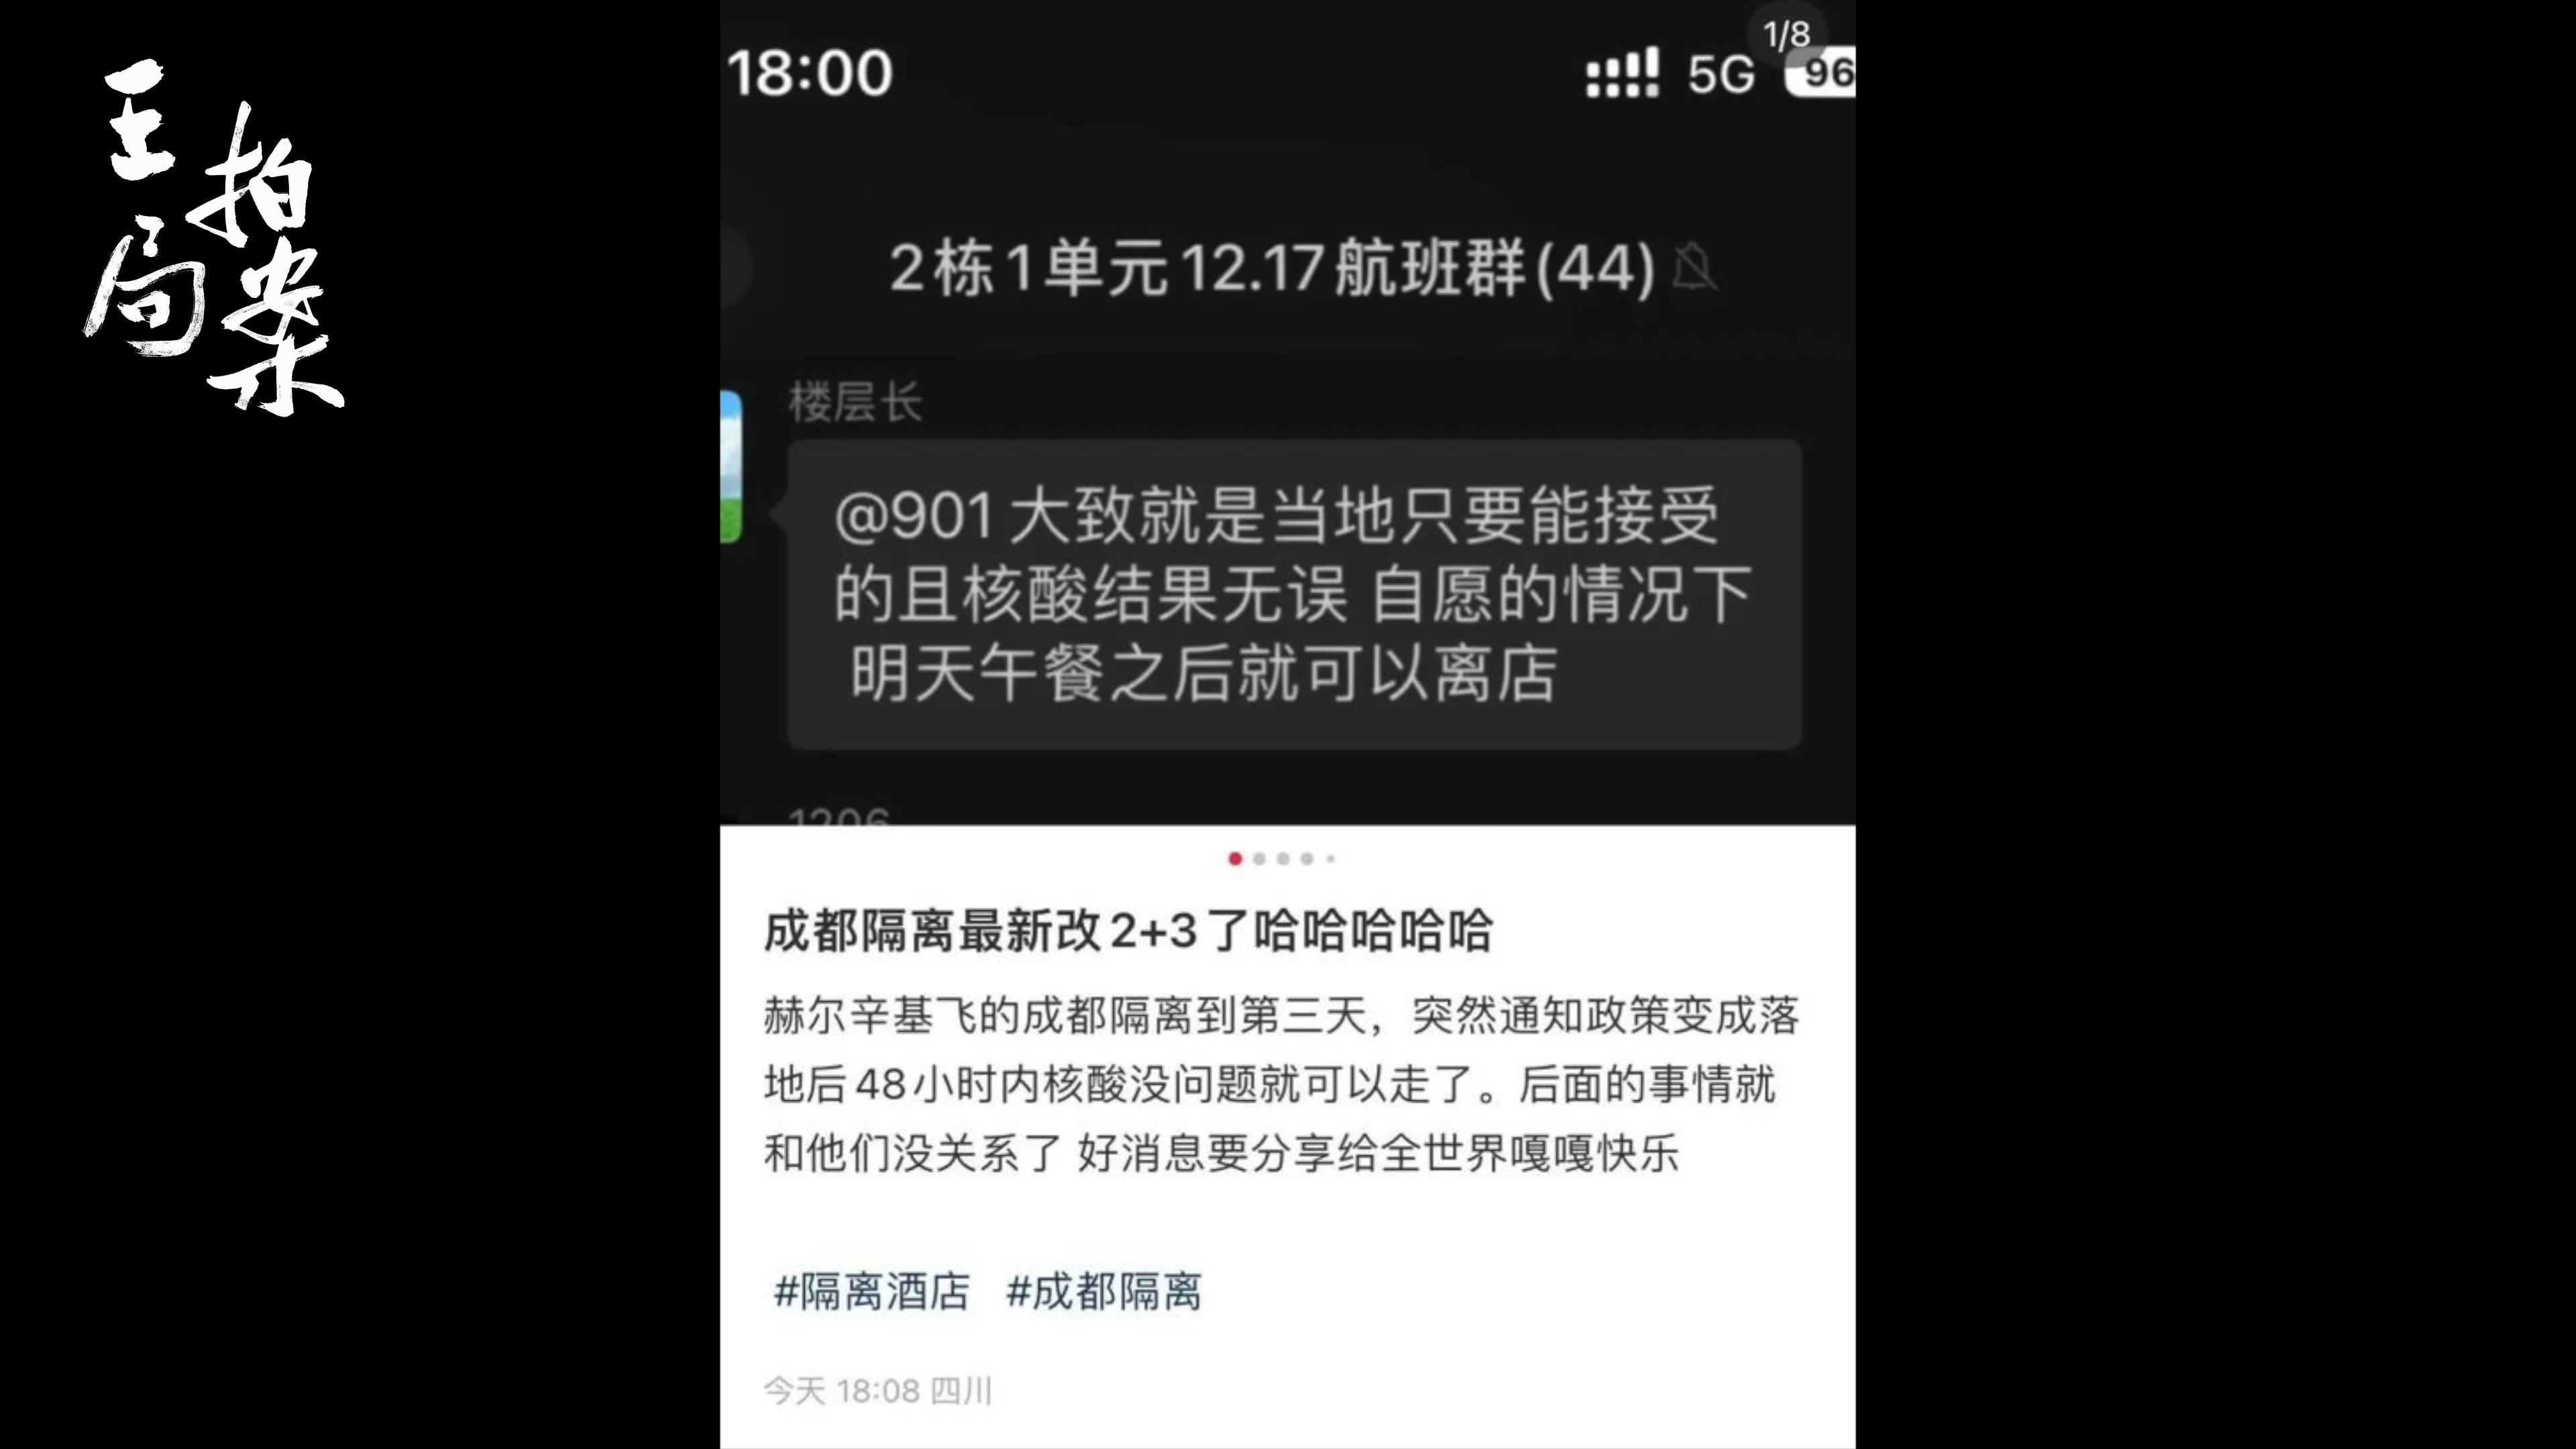 王拍案
局
18:00
5G
1/8
96
2栋1单元12.17航班群(44)
楼层长
@901 大致就是当地只要能接受
的且核酸结果无误 自愿的情况下
明天午餐之后就可以离店
1206
成都隔离最新改2+3了哈哈哈哈哈
赫尔辛基飞的成都隔离到第三天，突然通知政策变成落
地后48小时内核酸没问题就可以走了。后面的事情就
和他们没关系了 好消息要分享给全世界嘎嘎快乐
#隔离酒店 #成都隔离
今天 18:08 四川